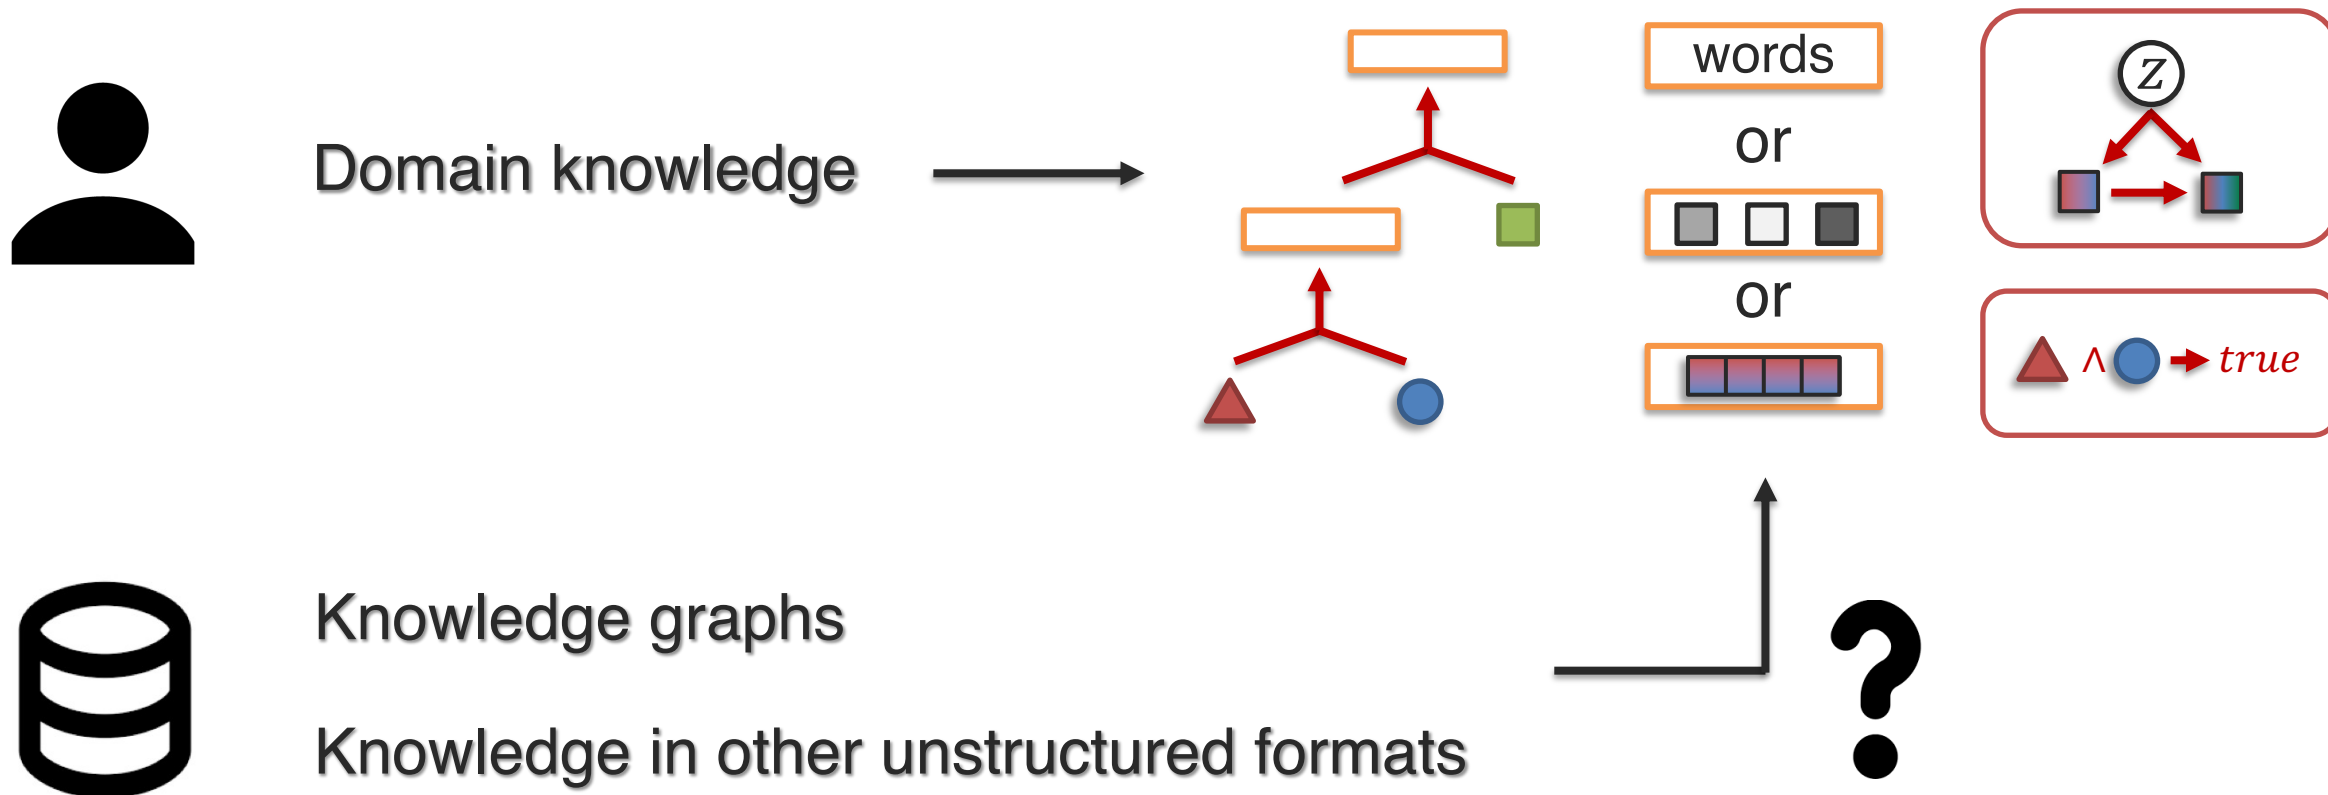 Domain knowledge
words
or
or
Z
∧ true
Knowledge graphs
Knowledge in other unstructured formats
?